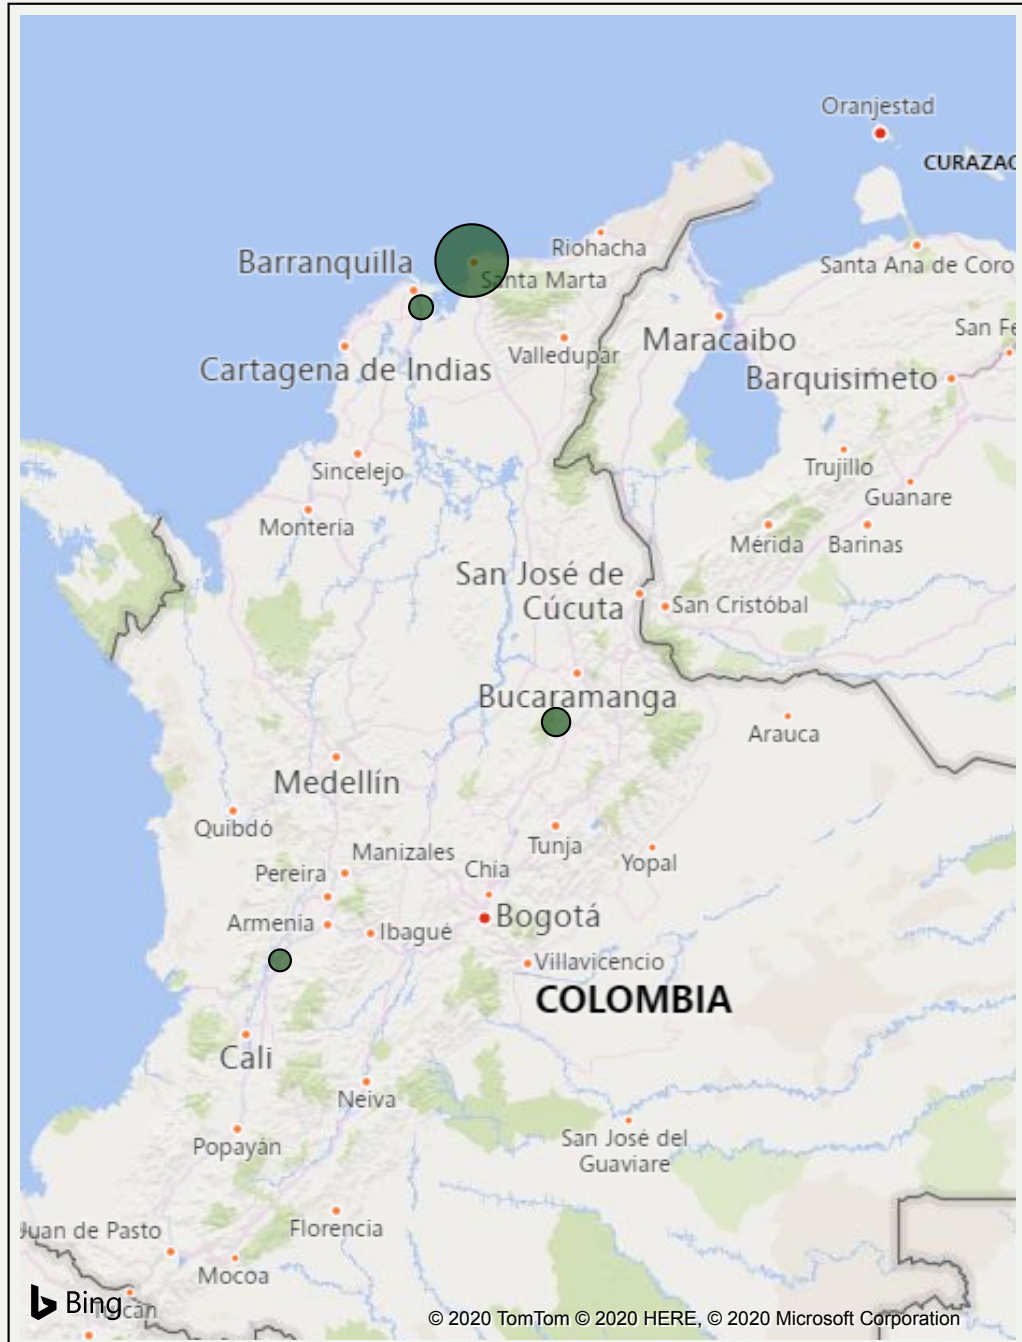 Oranjestad
CURAZAO
Barranquilla
Riohacha
Santa Marta
Santa Ana de Coro
Maracaibo
San Fe
Valledupar
Cartagena de Indias
Barquisimeto
Sincelejo
Trujillo
Guanare
Montería
Mérida
Barinas
San José de
Cúcuta
San Cristóbal
Bucaramanga
Arauca
Medellín
Quibdó
Tunja
Manizales
Yopal
Pereira
Chía
Armenia
Ibagué
Bogotá
Villavicencio
COLOMBIA
Cali
Neiva
Popayán
San José del
Guaviare
Juan de Pasto
Florencia
Mocoa
Bing
© 2020 TomTom © 2020 HERE, © 2020 Microsoft Corporation